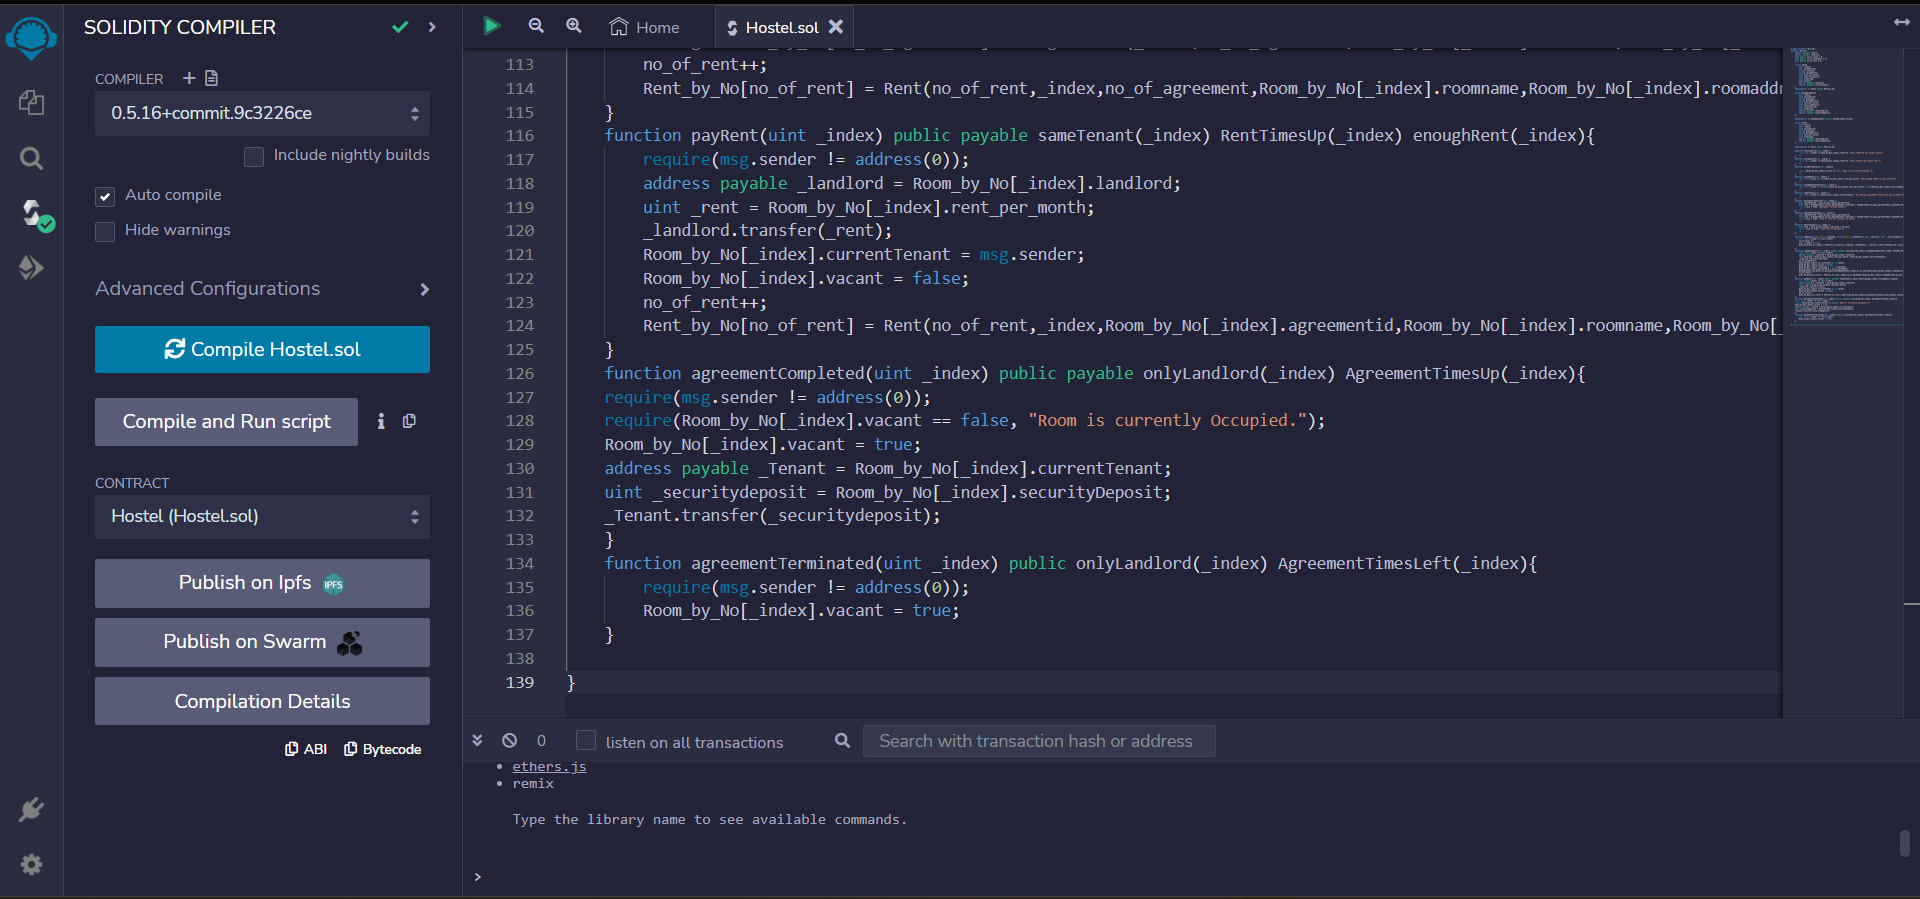 SOLIDITY COMPILER
COMPILER
0.5.16+commit.9c3226ce
Include nightly builds
Auto compile
Hide warnings
Advanced Configurations
Compile Hostel.sol
Compile and Run script
CONTRACT
Hostel (Hostel.sol)
Publish on Ipfs IPFS
Publish on Swarm
Compilation Details
ABI Bytecode
Home Hostel.sol
113 no_of_rent++;
114 Rent_by_No[no_of_rent] = Rent(no_of_rent,_index,no_of_agreement,Room_by_No[_index].roomname,Room_by_No[_index].roomaddr
115 }
116 function payRent(uint _index) public payable sameTenant(_index) RentTimesUp(_index) enoughRent(_index){
117 require(msg.sender != address(0));
118 address payable _landlord = Room_by_No[_index].landlord;
119 uint _rent = Room_by_No[_index].rent_per_month;
120 _landlord.transfer(_rent);
121 Room_by_No[_index].currentTenant = msg.sender;
122 Room_by_No[_index].vacant = false;
123 no_of_rent++;
124 Rent_by_No[no_of_rent] = Rent(no_of_rent,_index,Room_by_No[_index].agreementid,Room_by_No[_index].roomname,Room_by_No[_
125 }
126 function agreementCompleted(uint _index) public payable onlyLandlord(_index) AgreementTimesUp(_index){
127 require(msg.sender != address(0));
128 require(Room_by_No[_index].vacant == false, "Room is currently Occupied.");
129 Room_by_No[_index].vacant = true;
130 address payable _Tenant = Room_by_No[_index].currentTenant;
131 uint _securitydeposit = Room_by_No[_index].securityDeposit;
132 _Tenant.transfer(_securitydeposit);
133 }
134 function agreementTerminated(uint _index) public onlyLandlord(_index) AgreementTimesLeft(_index){
135 require(msg.sender != address(0));
136 Room_by_No[_index].vacant = true;
137 }
138
139 }
0 listen on all transactions Search with transaction hash or address
• ethers.js
• remix
Type the library name to see available commands.
>